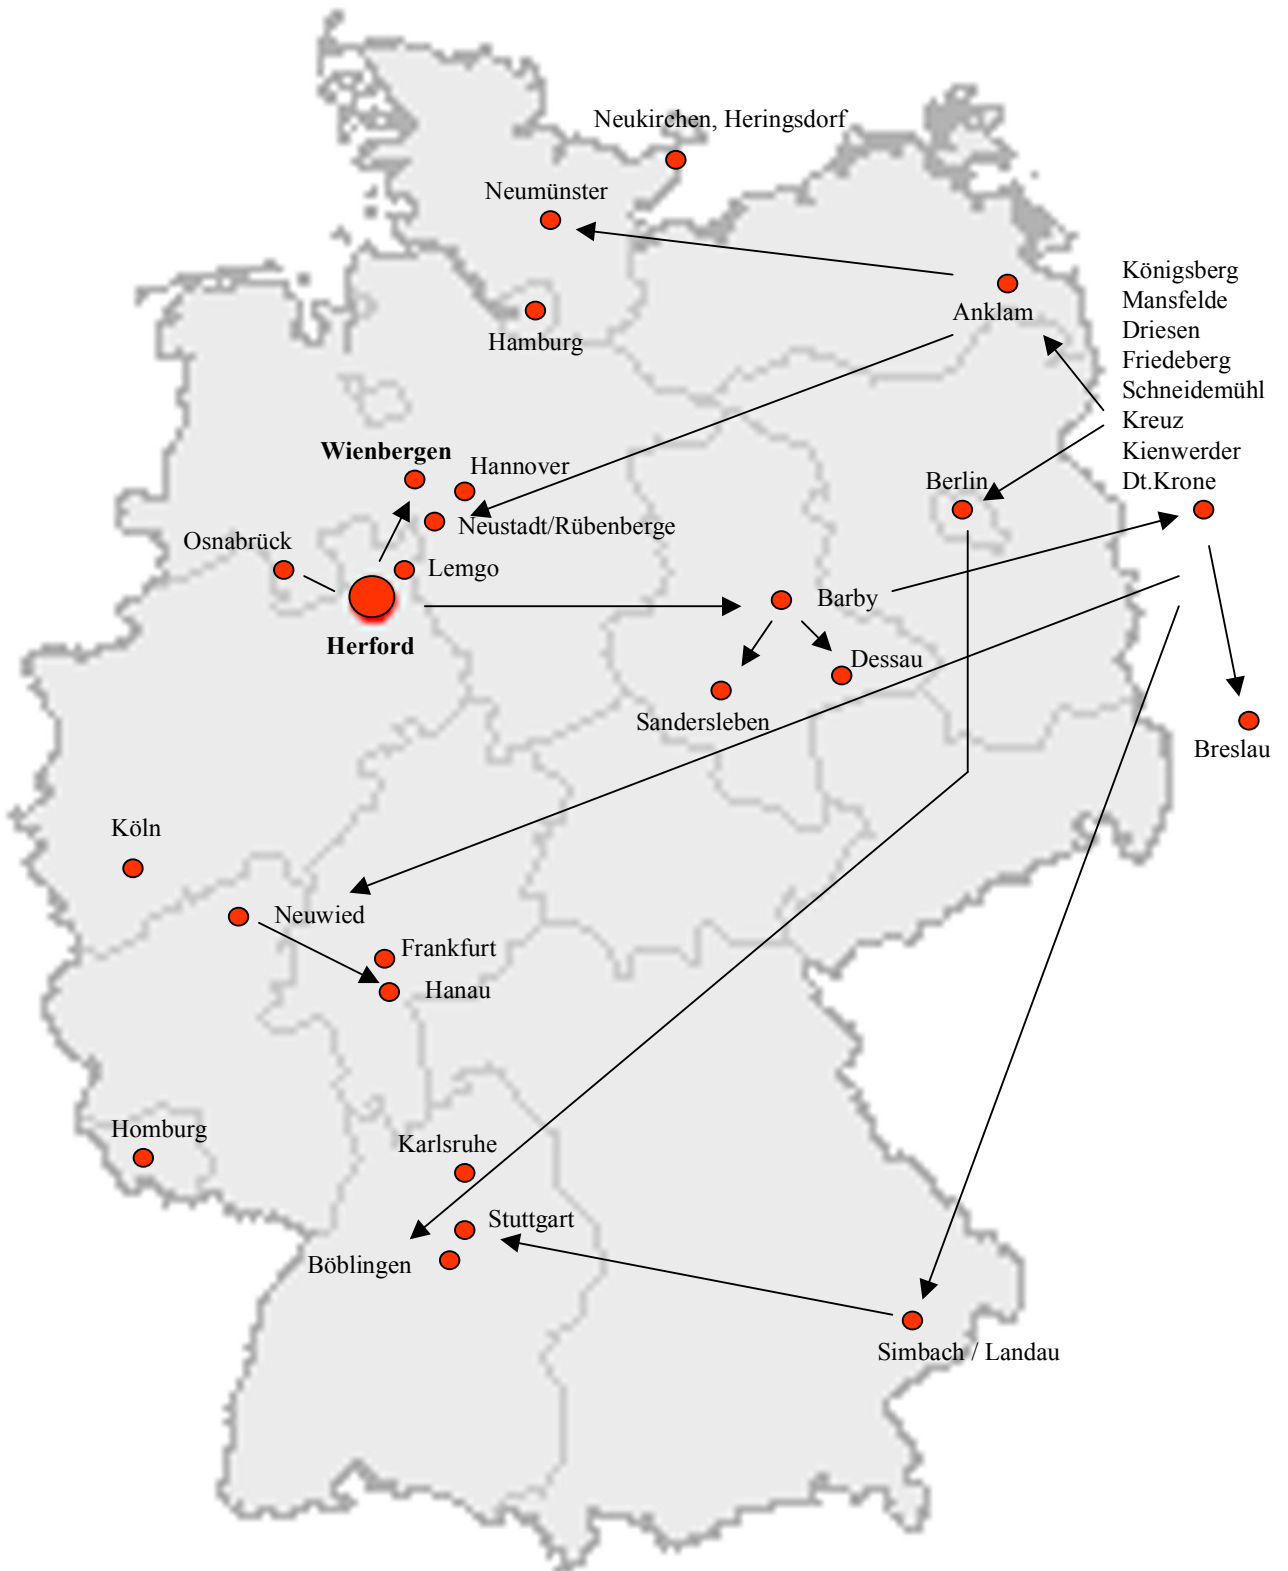 Neukirchen, Heringsdorf
Neumünster
Königsberg
Mansfelde
Driesen
Friedeberg
Schneidemühl
Kreuz
Kienwerder
Dt.Krone
Anklam
Hamburg
Wienbergen
Hannover
Berlin
Neustadt/Rübenberge
Osnabrück
Lemgo
Barby
Herford
Dessau
Sandersleben
Breslau
Köln
Neuwied
Frankfurt
Hanau
Homburg
Karlsruhe
Stuttgart
Böblingen
Simbach / Landau